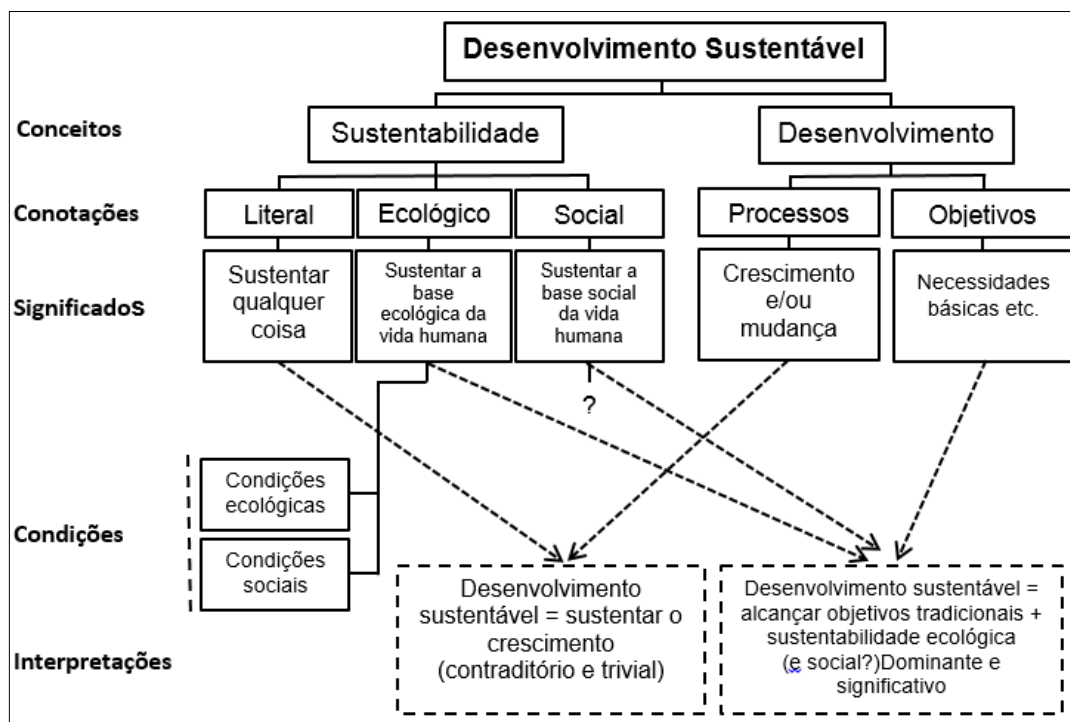 Desenvolvimento Sustentável
Conceitos
Sustentabilidade
Desenvolvimento
Conotações
Literal
Ecológico
Social
Processos
Objetivos
Significados
Sustentar
qualquer
coisa
Sustentar a
base
ecológica da
vida humana
Sustentar a
base social
da vida
humana
Crescimento
e/ou
mudança
Necessidades
básicas etc.
?
Condições
Condições
ecológicas
Condições
sociais
Interpretações
Desenvolvimento
sustentável = sustentar o
crescimento
(contraditório e trivial)
Desenvolvimento sustentável =
alcançar objetivos tradicionais +
sustentabilidade ecológica
(e social?)Dominante e
significativo